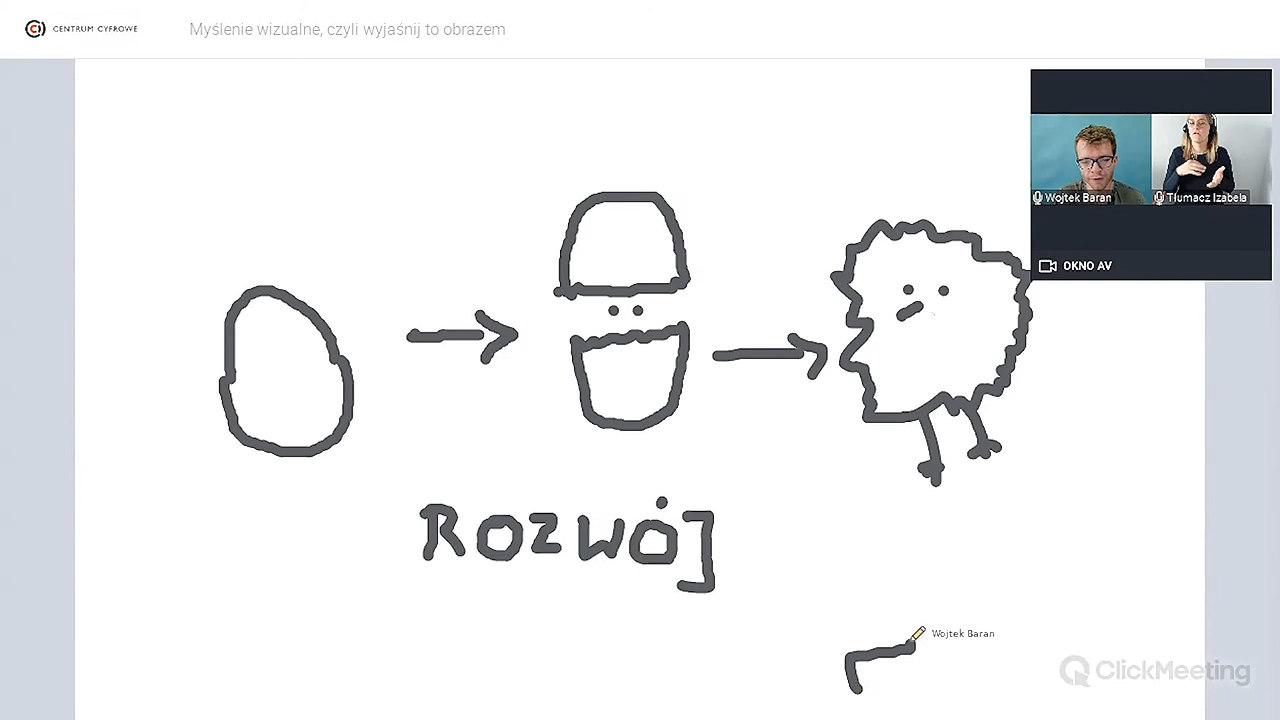 CENTRUM CYFROWE
Myślenie wizualne, czyli wyjaśnij to obrazem
Wojtek Baran
Tłumacz Izabela
OKNO AV
ROZWÓJ
Wojtek Baran
ClickMeeting